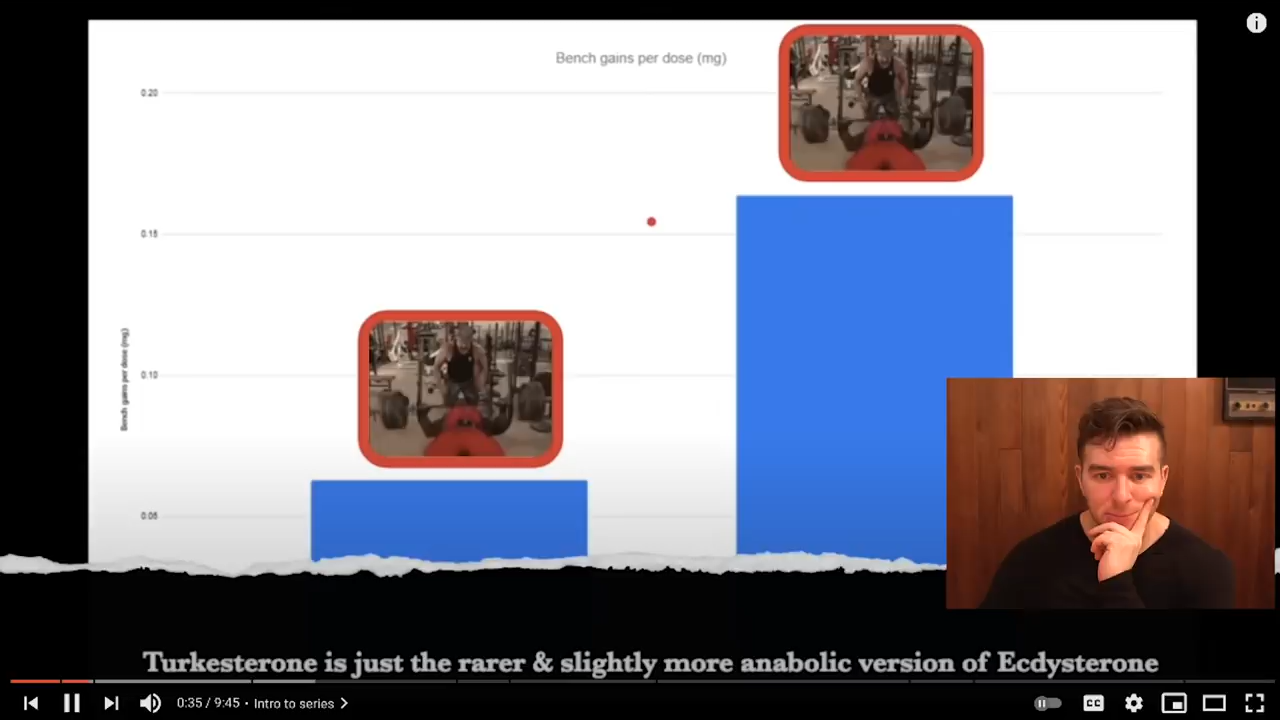 Bench gains per dose (mg)
0.20
0.15
0.10
0.05
Bench gains per dose (mg)
Turkesterone is just the rarer & slightly more anabolic version of Ecdysterone
0:35 / 9:45 • Intro to series
CC